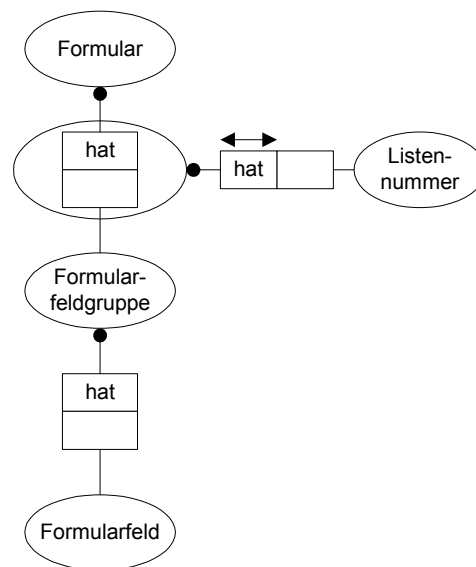 Formular
hat
hat
Listen-
nummer
Formular-
feldgruppe
hat
Formularfeld